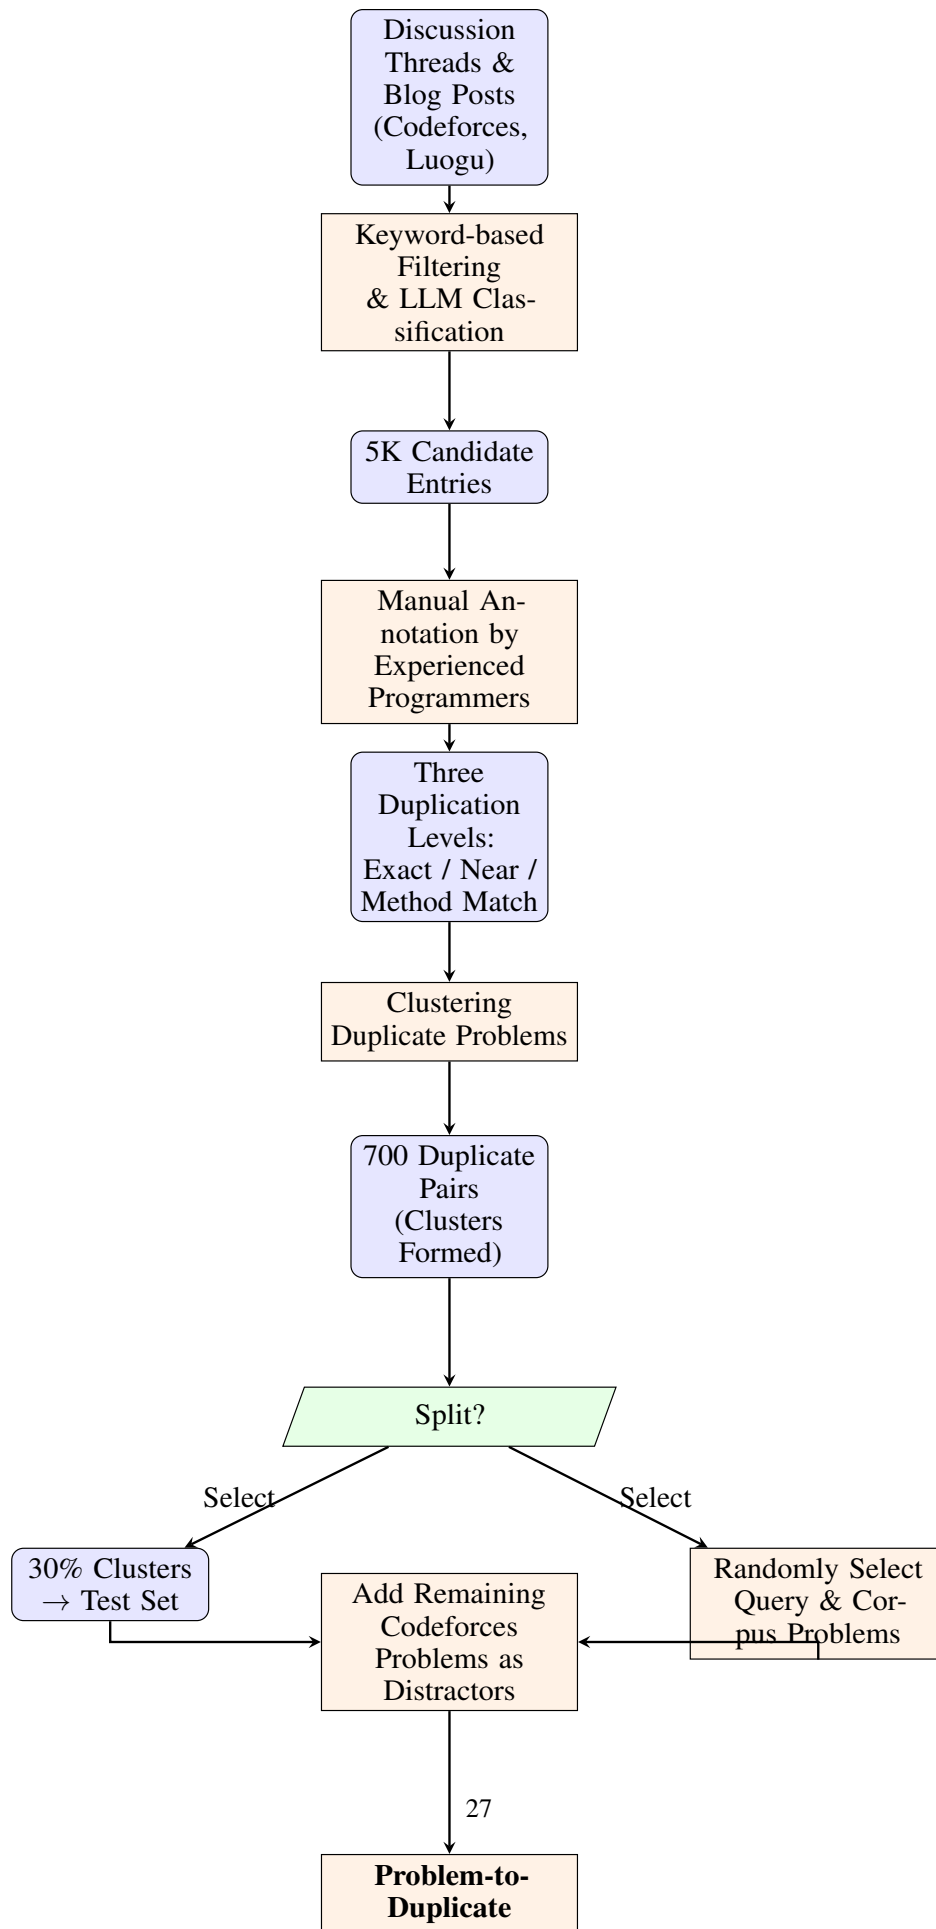 Discussion
Threads &
Blog Posts
(Codeforces,
Luogu)
Keyword-based
Filtering
& LLM Clas-
sification
5K Candidate
Entries
Manual An-
notation by
Experienced
Programmers
Three
Duplication
Levels:
Exact / Near /
Method Match
Clustering
Duplicate Problems
700 Duplicate
Pairs
(Clusters
Formed)
Split?
Select
Select
30% Clusters
→ Test Set
Add Remaining
Codeforces
Problems as
Distractors
Randomly Select
Query & Cor-
pus Problems
27
Problem-to-
Duplicate